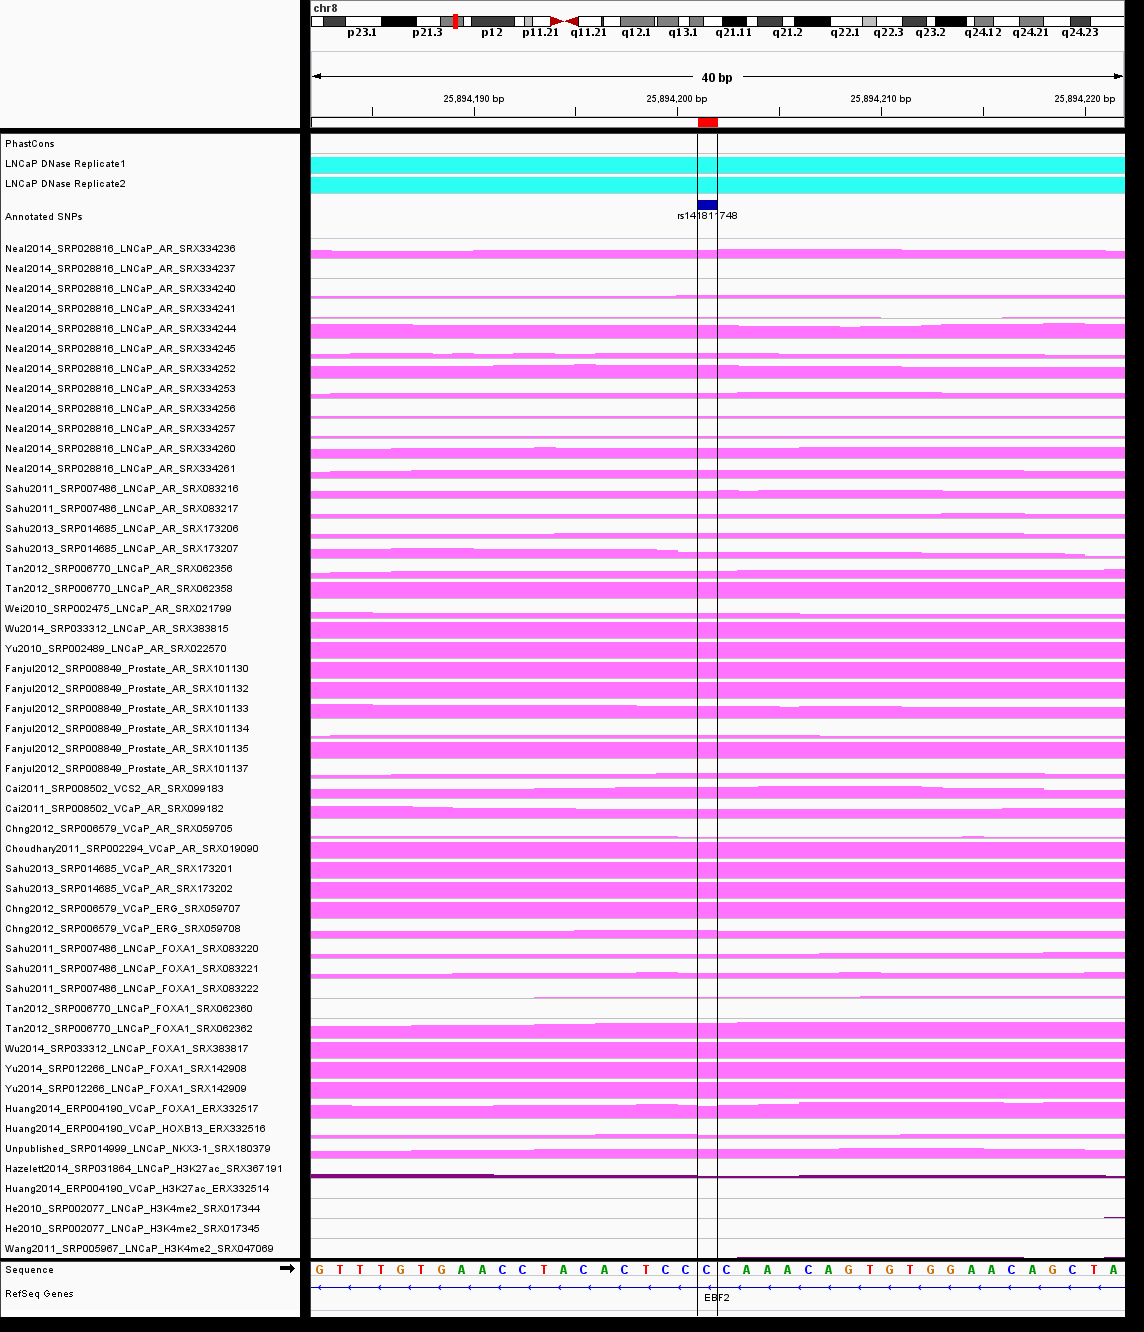 chr8
p23.1 p21.3 p12 p11.21 q11.21 q12.1 q13.1 q21.11 q21.2 q22.1 q22.3 q23.2 q24.12 q24.21 q24.23
40 bp
25,894,190 bp 25,894,200 bp 25,894,210 bp 25,894,220 bp
PhastCons
LNCaP DNase Replicate1
LNCaP DNase Replicate2
Annotated SNPs
rs141811748
Neal2014_SRP028816_LNCaP_AR_SRX334236
Neal2014_SRP028816_LNCaP_AR_SRX334237
Neal2014_SRP028816_LNCaP_AR_SRX334240
Neal2014_SRP028816_LNCaP_AR_SRX334241
Neal2014_SRP028816_LNCaP_AR_SRX334244
Neal2014_SRP028816_LNCaP_AR_SRX334245
Neal2014_SRP028816_LNCaP_AR_SRX334252
Neal2014_SRP028816_LNCaP_AR_SRX334253
Neal2014_SRP028816_LNCaP_AR_SRX334256
Neal2014_SRP028816_LNCaP_AR_SRX334257
Neal2014_SRP028816_LNCaP_AR_SRX334260
Neal2014_SRP028816_LNCaP_AR_SRX334261
Sahu2011_SRP007486_LNCaP_AR_SRX083216
Sahu2011_SRP007486_LNCaP_AR_SRX083217
Sahu2013_SRP014685_LNCaP_AR_SRX173206
Sahu2013_SRP014685_LNCaP_AR_SRX173207
Tan2012_SRP006770_LNCaP_AR_SRX062356
Tan2012_SRP006770_LNCaP_AR_SRX062358
Wei2010_SRP002475_LNCaP_AR_SRX021799
Wu2014_SRP033312_LNCaP_AR_SRX383815
Yu2010_SRP002489_LNCaP_AR_SRX022570
Fanjul2012_SRP008849_Prostate_AR_SRX101130
Fanjul2012_SRP008849_Prostate_AR_SRX101132
Fanjul2012_SRP008849_Prostate_AR_SRX101133
Fanjul2012_SRP008849_Prostate_AR_SRX101134
Fanjul2012_SRP008849_Prostate_AR_SRX101135
Fanjul2012_SRP008849_Prostate_AR_SRX101137
Cai2011_SRP008502_VCS2_AR_SRX099183
Cai2011_SRP008502_VCaP_AR_SRX099182
Chng2012_SRP006579_VCaP_AR_SRX059705
Choudhary2011_SRP002294_VCaP_AR_SRX019090
Sahu2013_SRP014685_VCaP_AR_SRX173201
Sahu2013_SRP014685_VCaP_AR_SRX173202
Chng2012_SRP006579_VCaP_ERG_SRX059707
Chng2012_SRP006579_VCaP_ERG_SRX059708
Sahu2011_SRP007486_LNCaP_FOXA1_SRX083220
Sahu2011_SRP007486_LNCaP_FOXA1_SRX083221
Sahu2011_SRP007486_LNCaP_FOXA1_SRX083222
Tan2012_SRP006770_LNCaP_FOXA1_SRX062360
Tan2012_SRP006770_LNCaP_FOXA1_SRX062362
Wu2014_SRP033312_LNCaP_FOXA1_SRX383817
Yu2014_SRP012266_LNCaP_FOXA1_SRX142908
Yu2014_SRP012266_LNCaP_FOXA1_SRX142909
Huang2014_ERP004190_VCaP_FOXA1_ERX332517
Huang2014_ERP004190_VCaP_HOXB13_ERX332516
Unpublished_SRP014999_LNCaP_NKX3-1_SRX180379
Hazelett2014_SRP031864_LNCaP_H3K27ac_SRX367191
Huang2014_ERP004190_VCaP_H3K27ac_ERX332514
He2010_SRP002077_LNCaP_H3K4me2_SRX017344
He2010_SRP002077_LNCaP_H3K4me2_SRX017345
Wang2011_SRP005967_LNCaP_H3K4me2_SRX047069
Sequence G T T T G T G A A C C T A C A C T C C C C A A A C A G T G T G G A A C A G C T A
RefSeq Genes
EBF2